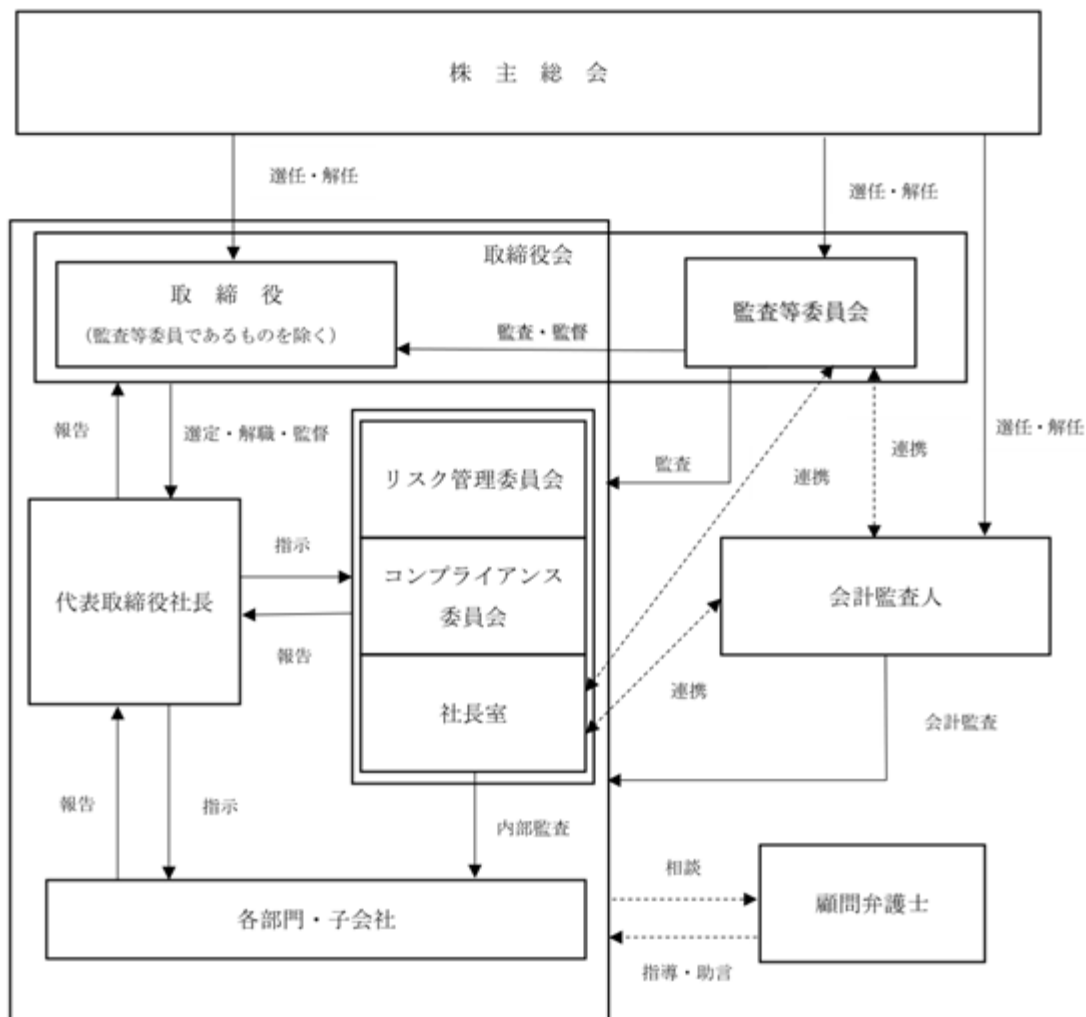 株主総会
選任・解任
選任・解任
取締役会
取締役
（監査等委員であるものを除く）
監査・監督
監査等委員会
報告
選定・解職・監督
選任・解任
リスク管理委員会
監査
連携
連携
指示
代表取締役社長
コンプライアンス
委員会
会計監査人
報告
連携
社長室
会計監査
報告
指示
内部監査
相談
各部門・子会社
顧問弁護士
指導・助言